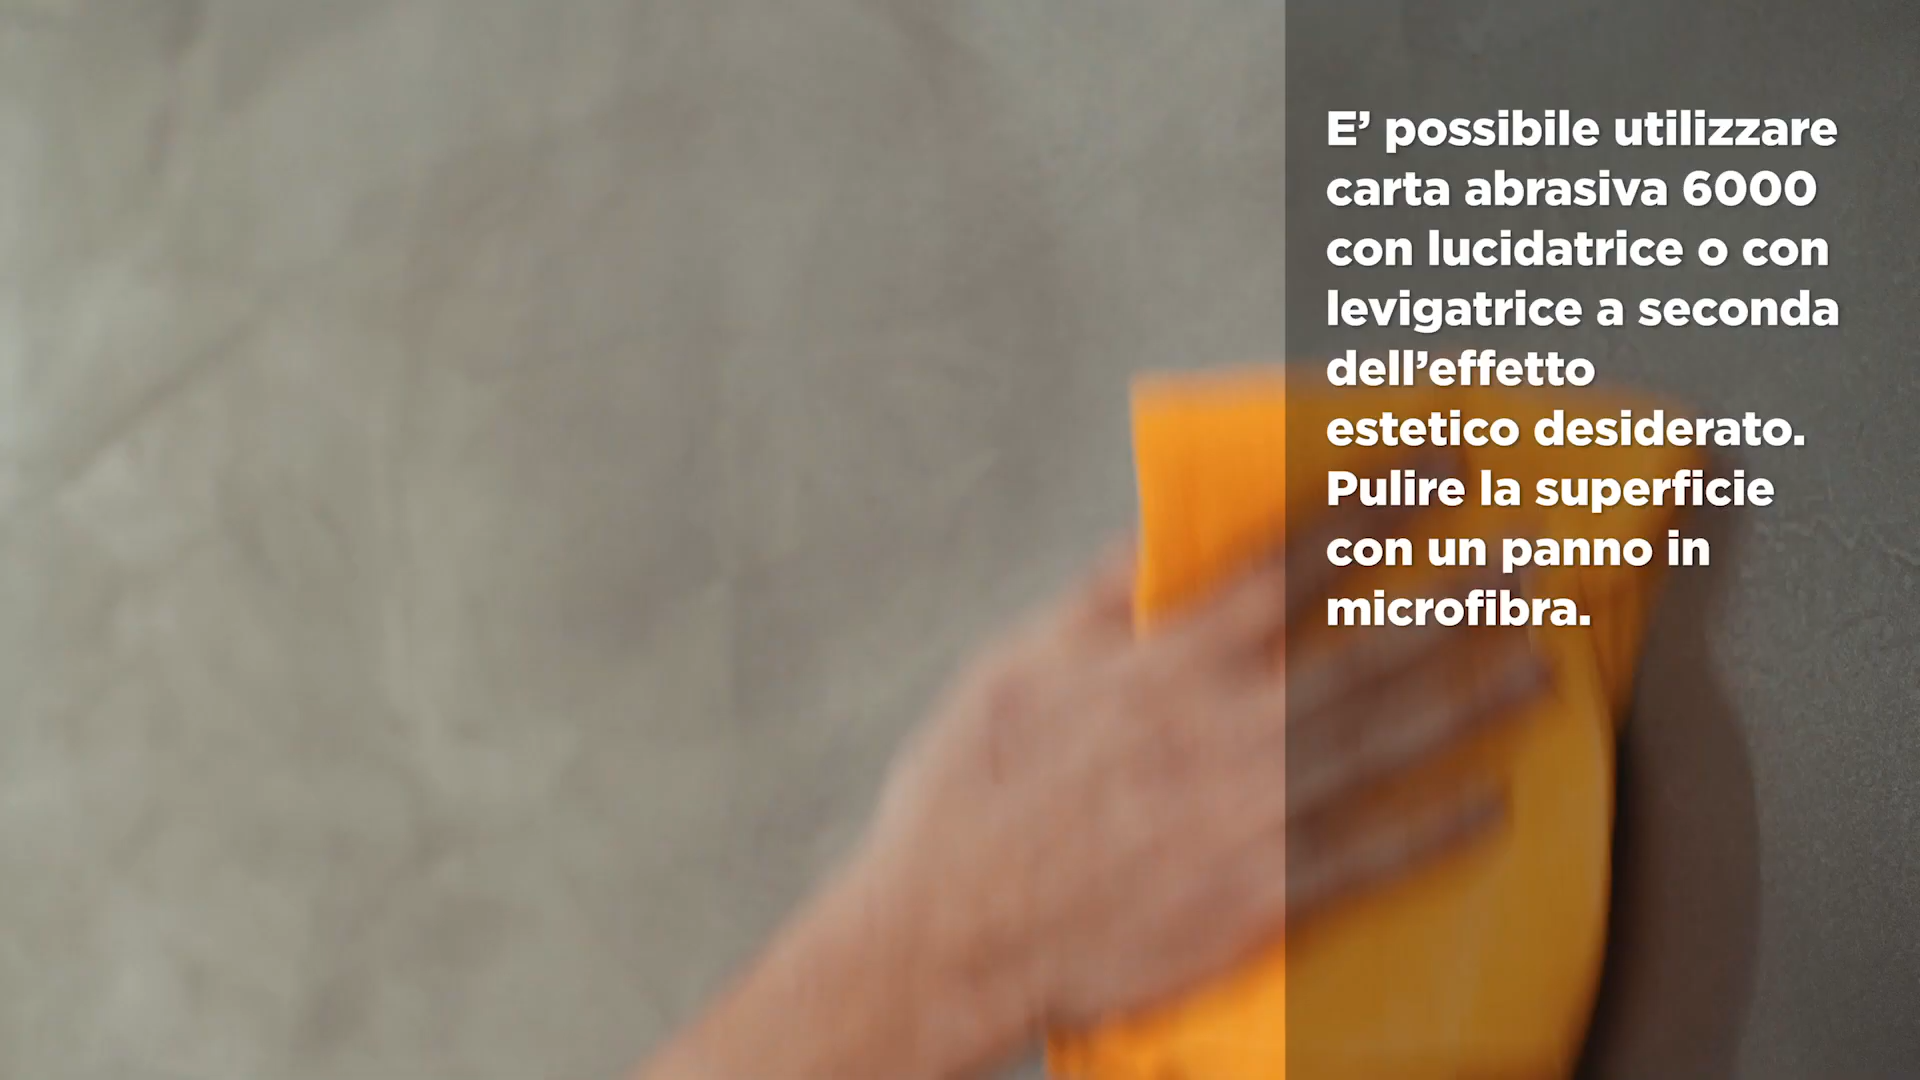 E’ possibile utilizzare
carta abrasiva 6000
con lucidatrice o con
levigatrice a seconda
dell’effetto
estetico desiderato.
Pulire la superficie
con un panno in
microfibra.